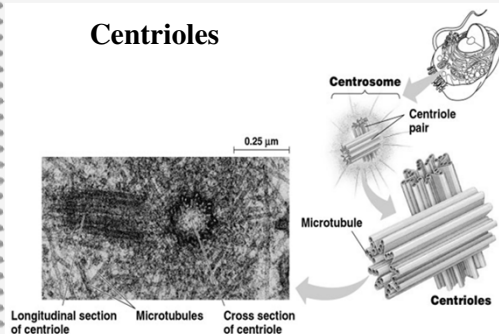 Centrioles
Centrosome
Centriole
pair
0.25 µm
Microtubule
Centrioles
Longitudinal section
of centriole
Microtubules
Cross section
of centriole